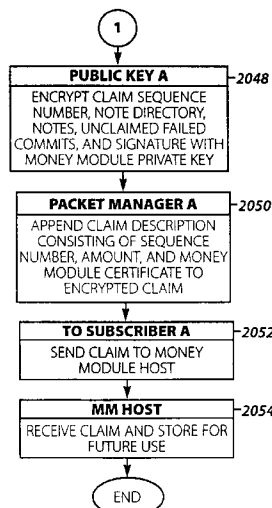 1
PUBLIC KEY A
2048
ENCRYPT CLAIM SEQUENCE
NUMBER, NOTE DIRECTORY,
NOTES, UNCLAIMED FAILED
COMMITS, AND SIGNATURE WITH
MONEY MODULE PRIVATE KEY
PACKET MANAGER A
2050
APPEND CLAIM DESCRIPTION
CONSISTING OF SEQUENCE
NUMBER, AMOUNT, AND MONEY
MODULE CERTIFICATE TO
ENCRYPTED CLAIM
TO SUBSCRIBER A
2052
SEND CLAIM TO MONEY
MODULE HOST
MM HOST
2054
RECEIVE CLAIM AND STORE FOR
FUTURE USE
END